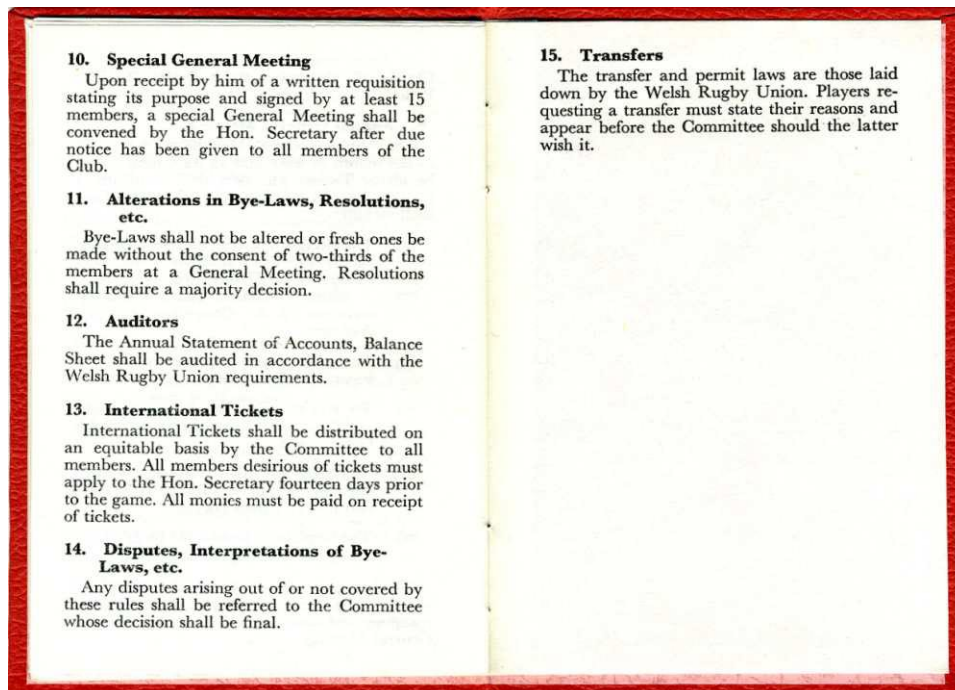 10. Special General Meeting
Upon receipt by him of a written requisition
stating its purpose and signed by at least 15
members, a special General Meeting shall be
convened by the Hon. Secretary after due
notice has been given to all members of the
Club.
11. Alterations in Bye-Laws, Resolutions,
etc.
Bye-Laws shall not be altered or fresh ones be
made without the consent of two-thirds of the
members at a General Meeting. Resolutions
shall require a majority decision.
12. Auditors
The Annual Statement of Accounts, Balance
Sheet shall be audited in accordance with the
Welsh Rugby Union requirements.
13. International Tickets
International Tickets shall be distributed on
an equitable basis by the Committee to all
members. All members desirious of tickets must
apply to the Hon. Secretary fourteen days prior
to the game. All monies must be paid on receipt
of tickets.
14. Disputes, Interpretations of Bye-
Laws, etc.
Any disputes arising out of or not covered by
these rules shall be referred to the Committee
whose decision shall be final.
15. Transfers
The transfer and permit laws are those laid
down by the Welsh Rugby Union. Players re-
questing a transfer must state their reasons and
appear before the Committee should the latter
wish it.